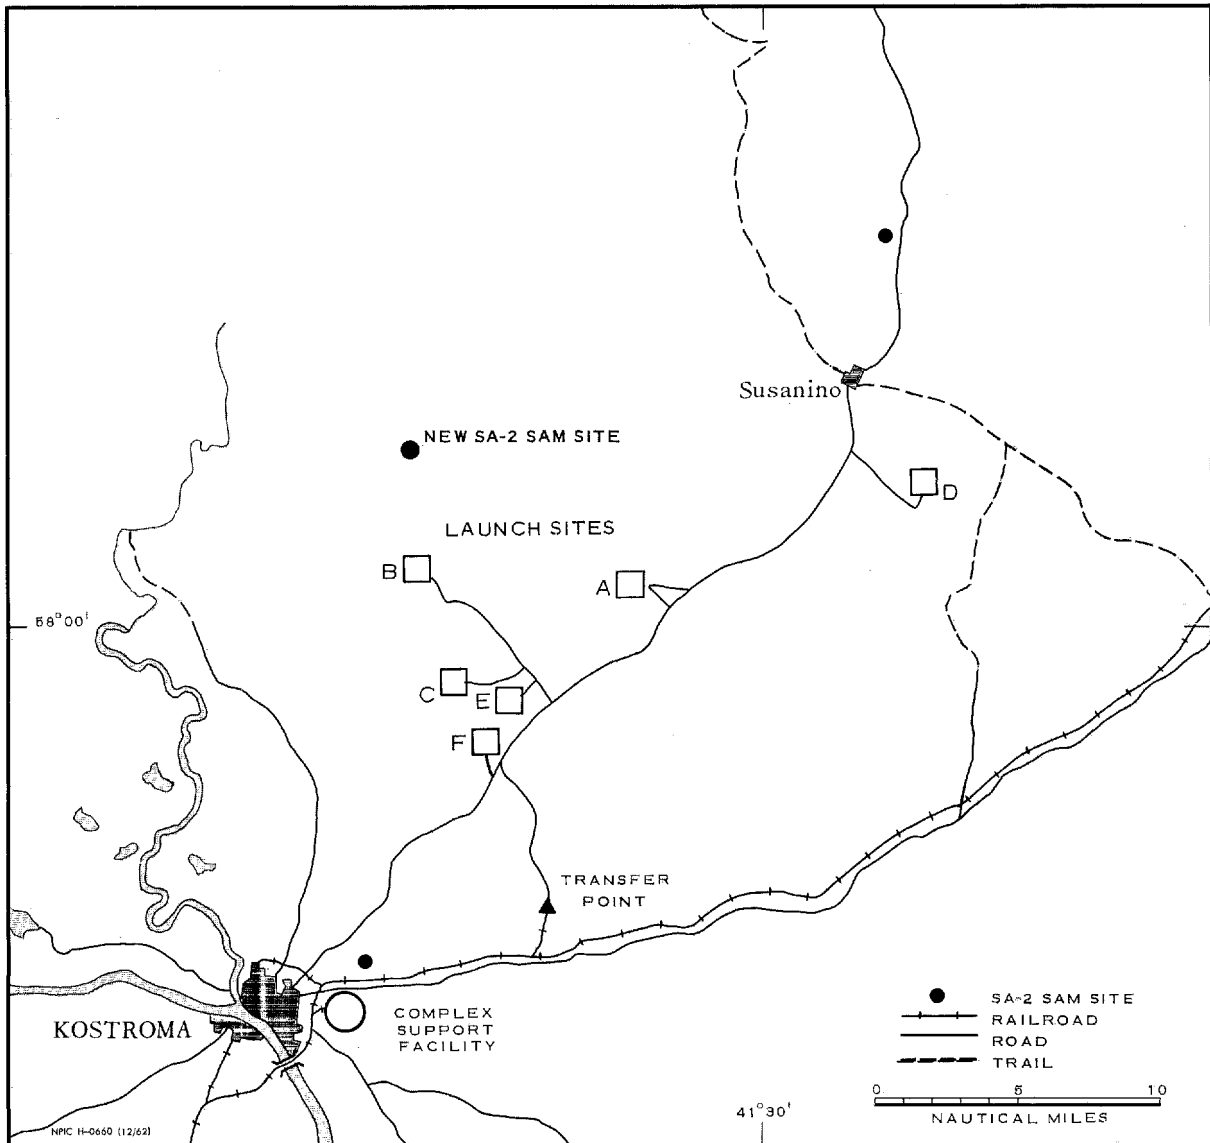 Susanino
NEW SA-2 SAM SITE
D
LAUNCH SITES
B
A
58°00'
C
E
F
TRANSFER
POINT
KOSTROMA
COMPLEX
SUPPORT
FACILITY
SA-2 SAM SITE
RAILROAD
ROAD
TRAIL
0 5 10
NAUTICAL MILES
41°30'
NPIC H-0660 (12/62)